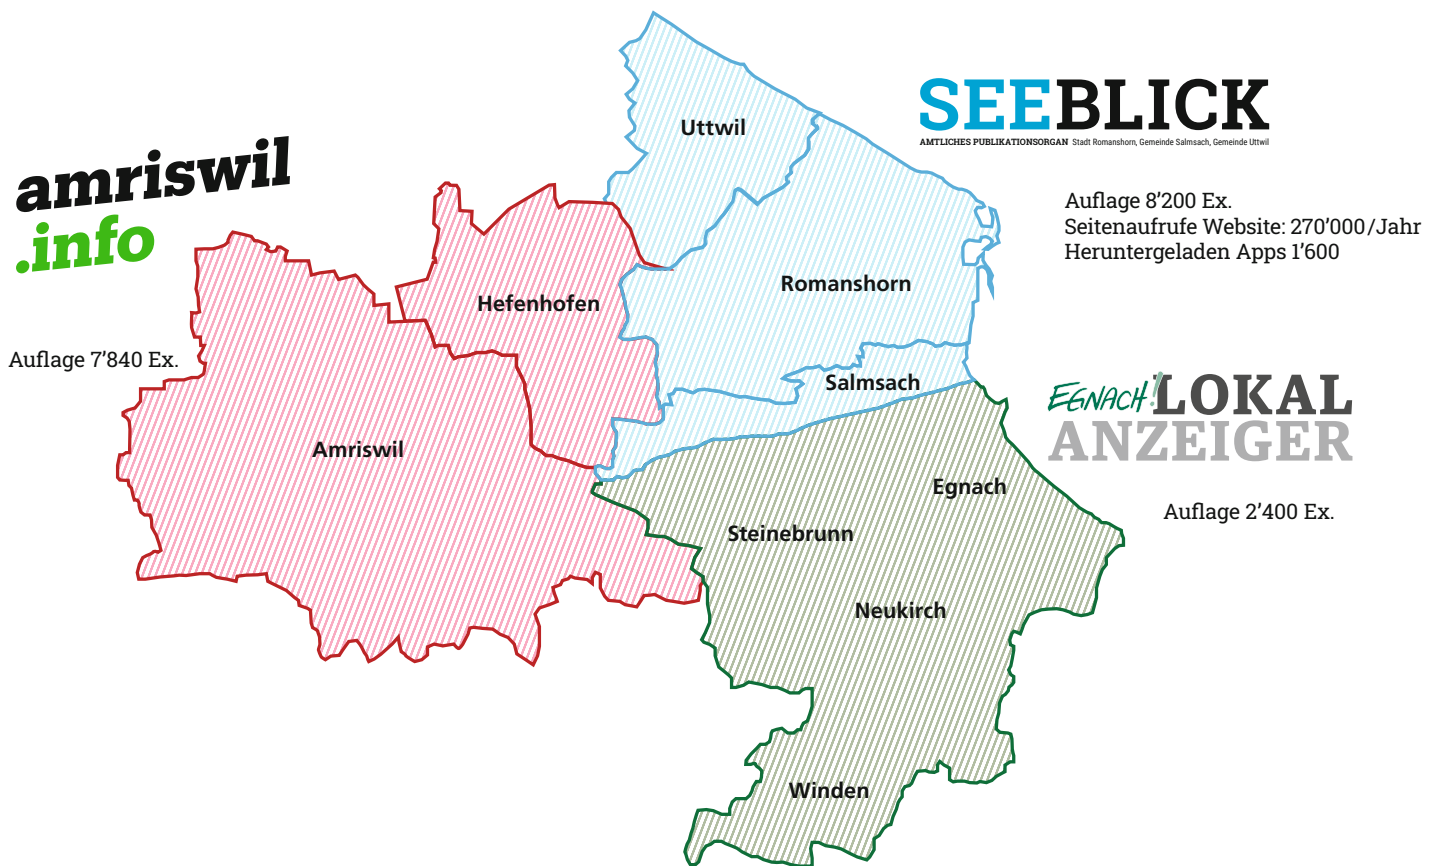 SEEBLICK
AMTLICHES PUBLIKATIONSORGAN Stadt Romanshorn, Gemeinde Salmsach, Gemeinde Uttwil
Auflage 8’200 Ex.
Seitenaufrufe Website: 270’000/Jahr
Heruntergeladen Apps 1’600
amriswil
.info
Auflage 7’840 Ex.
Uttwil
Romanshorn
Hefenhofen
Salmsach
Amriswil
EGNACH! LOKAL
ANZEIGER
Auflage 2’400 Ex.
Egnach
Steinebrunn
Neukirch
Winden